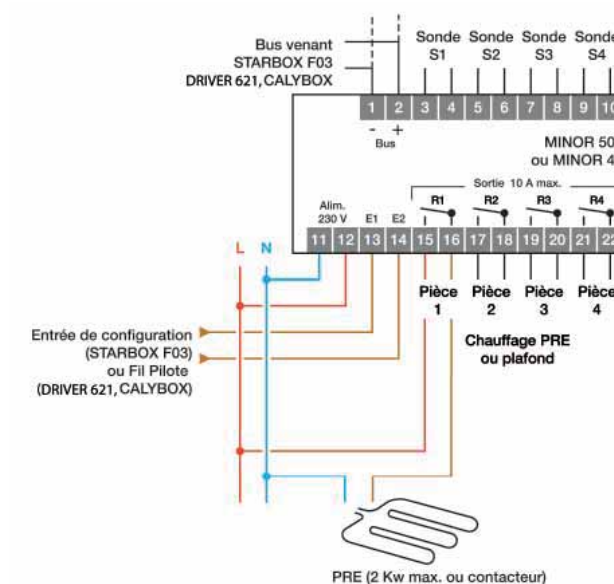 Bus venant
STARBOX F03
DRIVER 621, CALYBOX
Sonde S1
Sonde S2
Sonde S3
Sonde S4
1 2 3 4 5 6 7 8 9 10
- +
Bus
MINOR 50
ou MINOR 4
Sortie 10 A max.
Alim.
230 V
E1 E2
R1 R2 R3 R4
11 12 13 14 15 16 17 18 19 20 21 22
L N
Pièce 1
Pièce 2
Pièce 3
Pièce 4
Chauffage PRE
ou plafond
Entrée de configuration
(STARBOX F03)
ou Fil Pilote
(DRIVER 621, CALYBOX)
PRE (2 Kw max. ou contacteur)